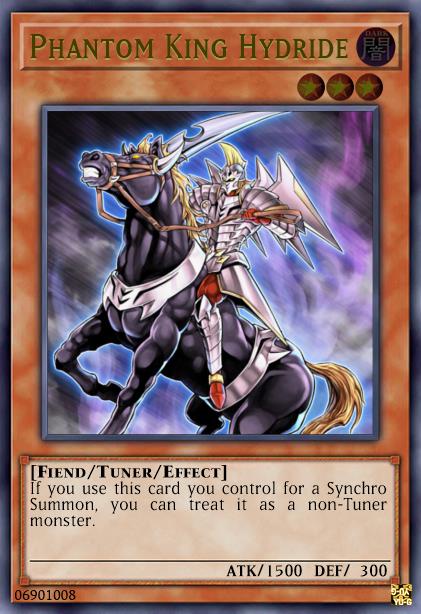 PHANTOM KING HYDRIDE
DARK
闇
[FIEND/TUNER/EFFECT]
If you use this card you control for a Synchro
Summon, you can treat it as a non-Tuner
monster.
ATK/1500 DEF/ 300
06901008